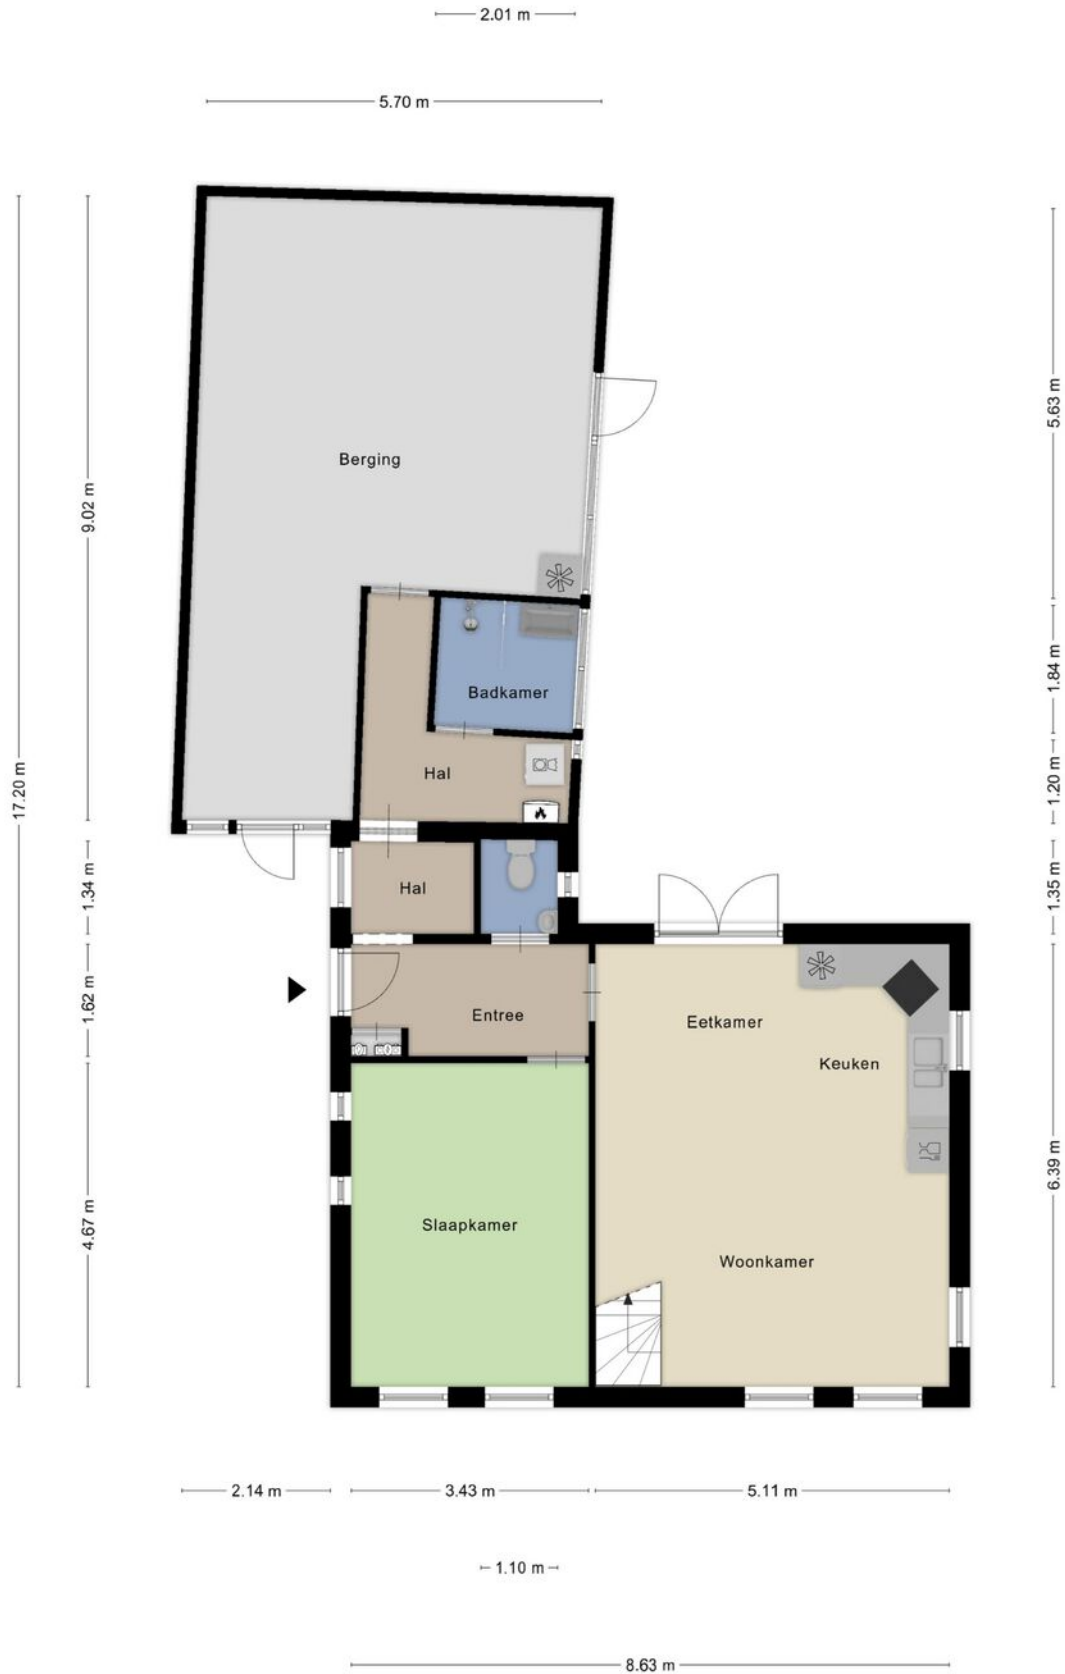 2.01 m
5.70 m
Berging
9.02 m
5.63 m
Badkamer
1.84 m
Hal
1.20 m
17.20 m
Hal
1.34 m
1.35 m
Entree
1.62 m
Eetkamer
Keuken
Slaapkamer
4.67 m
6.39 m
Woonkamer
2.14 m
3.43 m
5.11 m
1.10 m
8.63 m